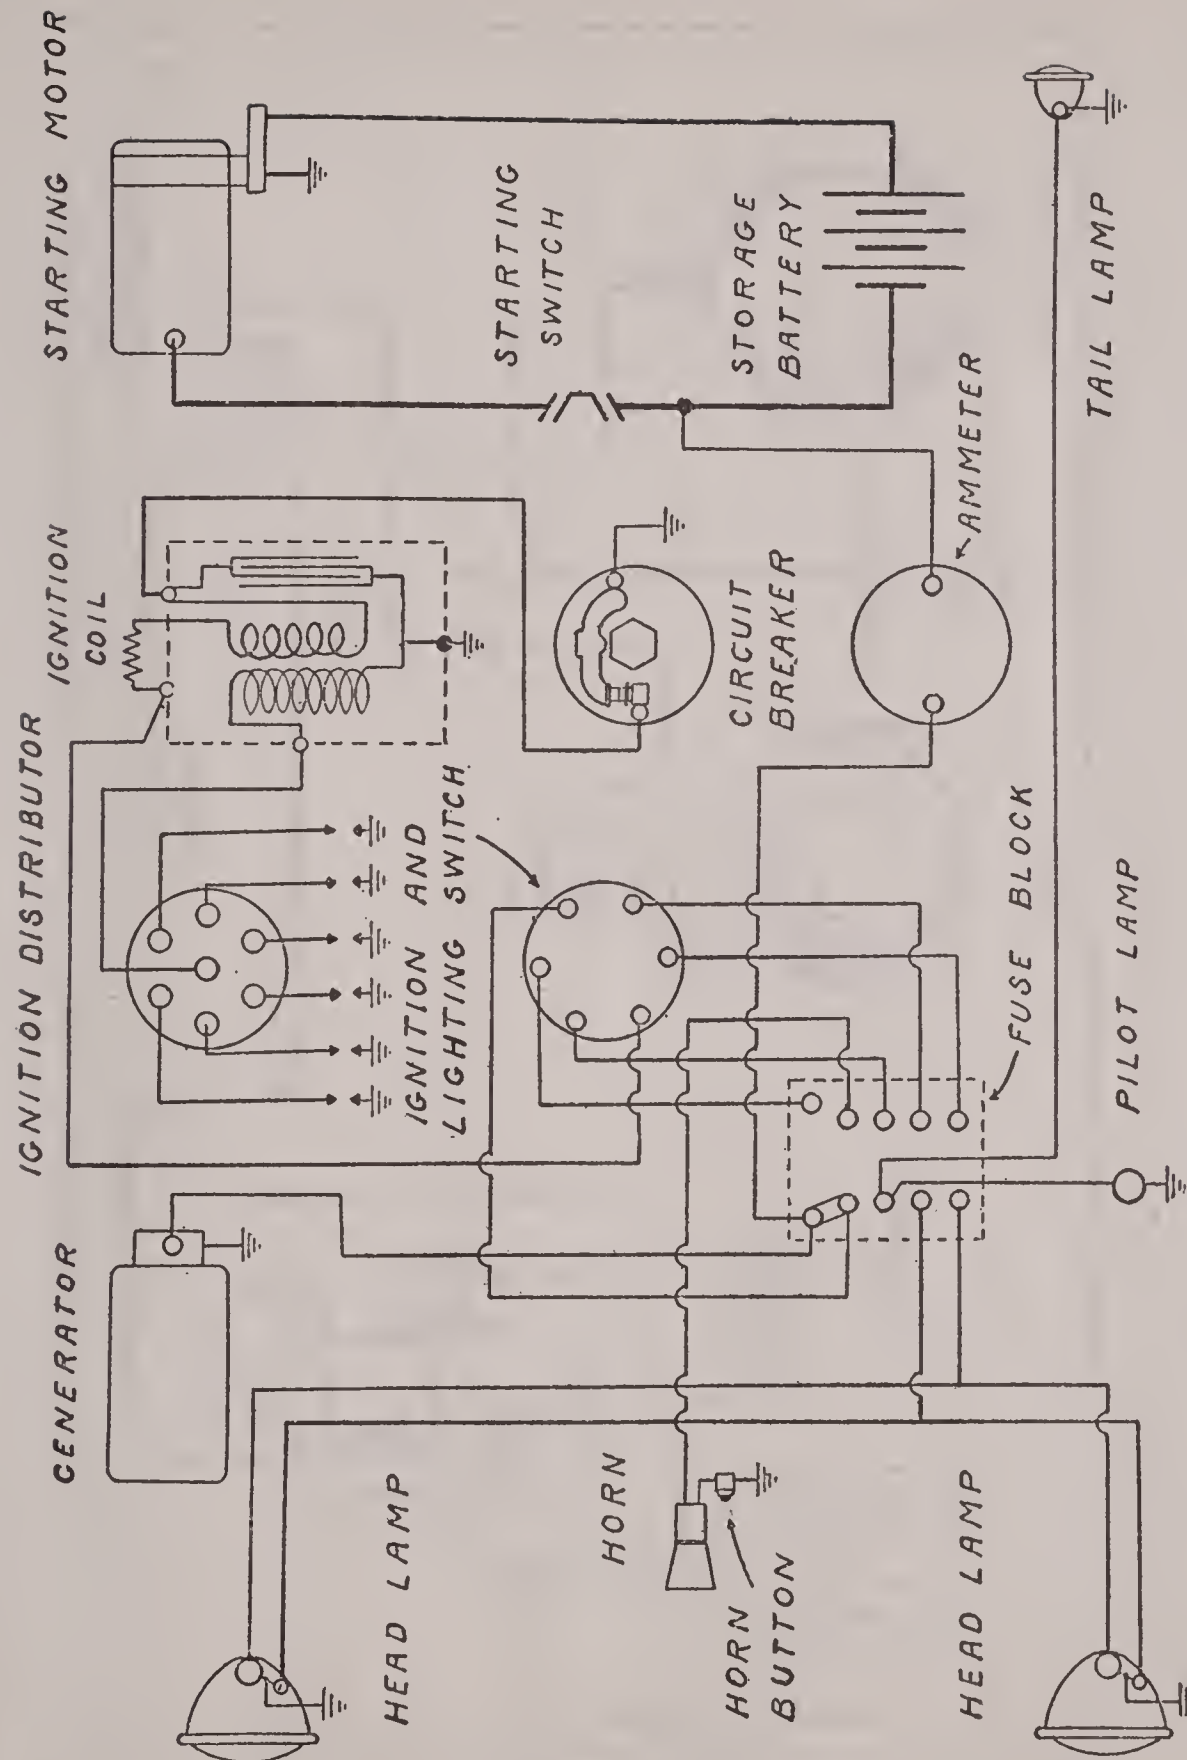 STARTING MOTOR
STARTING
SWITCH
STORAGE
BATTERY
TAIL LAMP
IGNITION
COIL
CIRCUIT
BREAKER
AMMETER
IGNITION DISTRIBUTOR
IGNITION AND
LIGHTING SWITCH
FUSE BLOCK
PILOT LAMP
GENERATOR
HEAD LAMP
HORN
HORN
BUTTON
HEAD LAMP